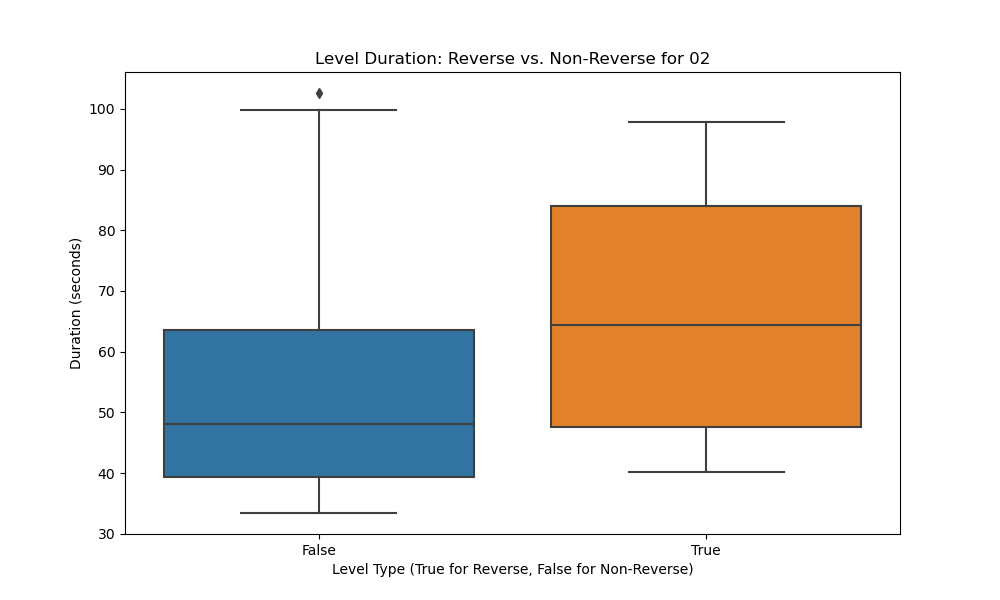 Level Duration: Reverse vs. Non-Reverse for 02
Duration (seconds)
100
90
80
70
60
50
40
30
False
True
Level Type (True for Reverse, False for Non-Reverse)